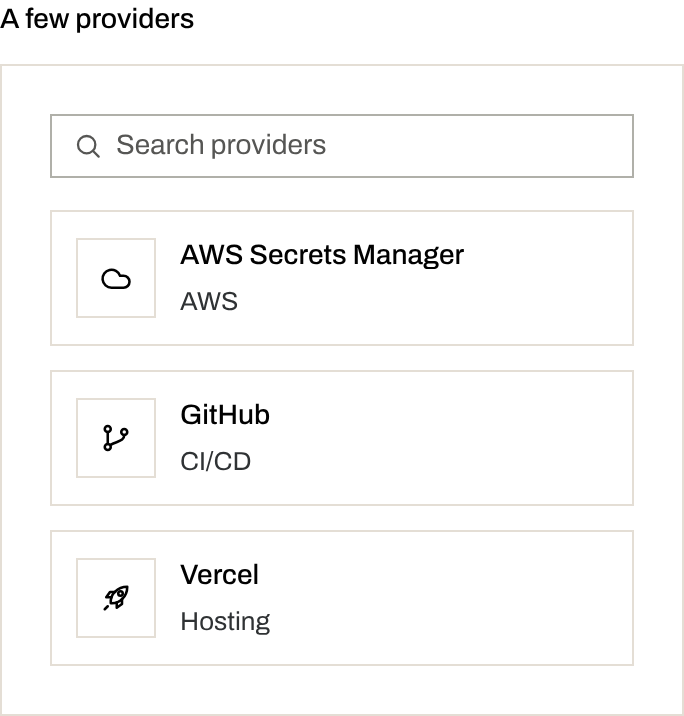 A few providers
Search providers
AWS Secrets Manager
AWS
GitHub
CI/CD
Vercel
Hosting